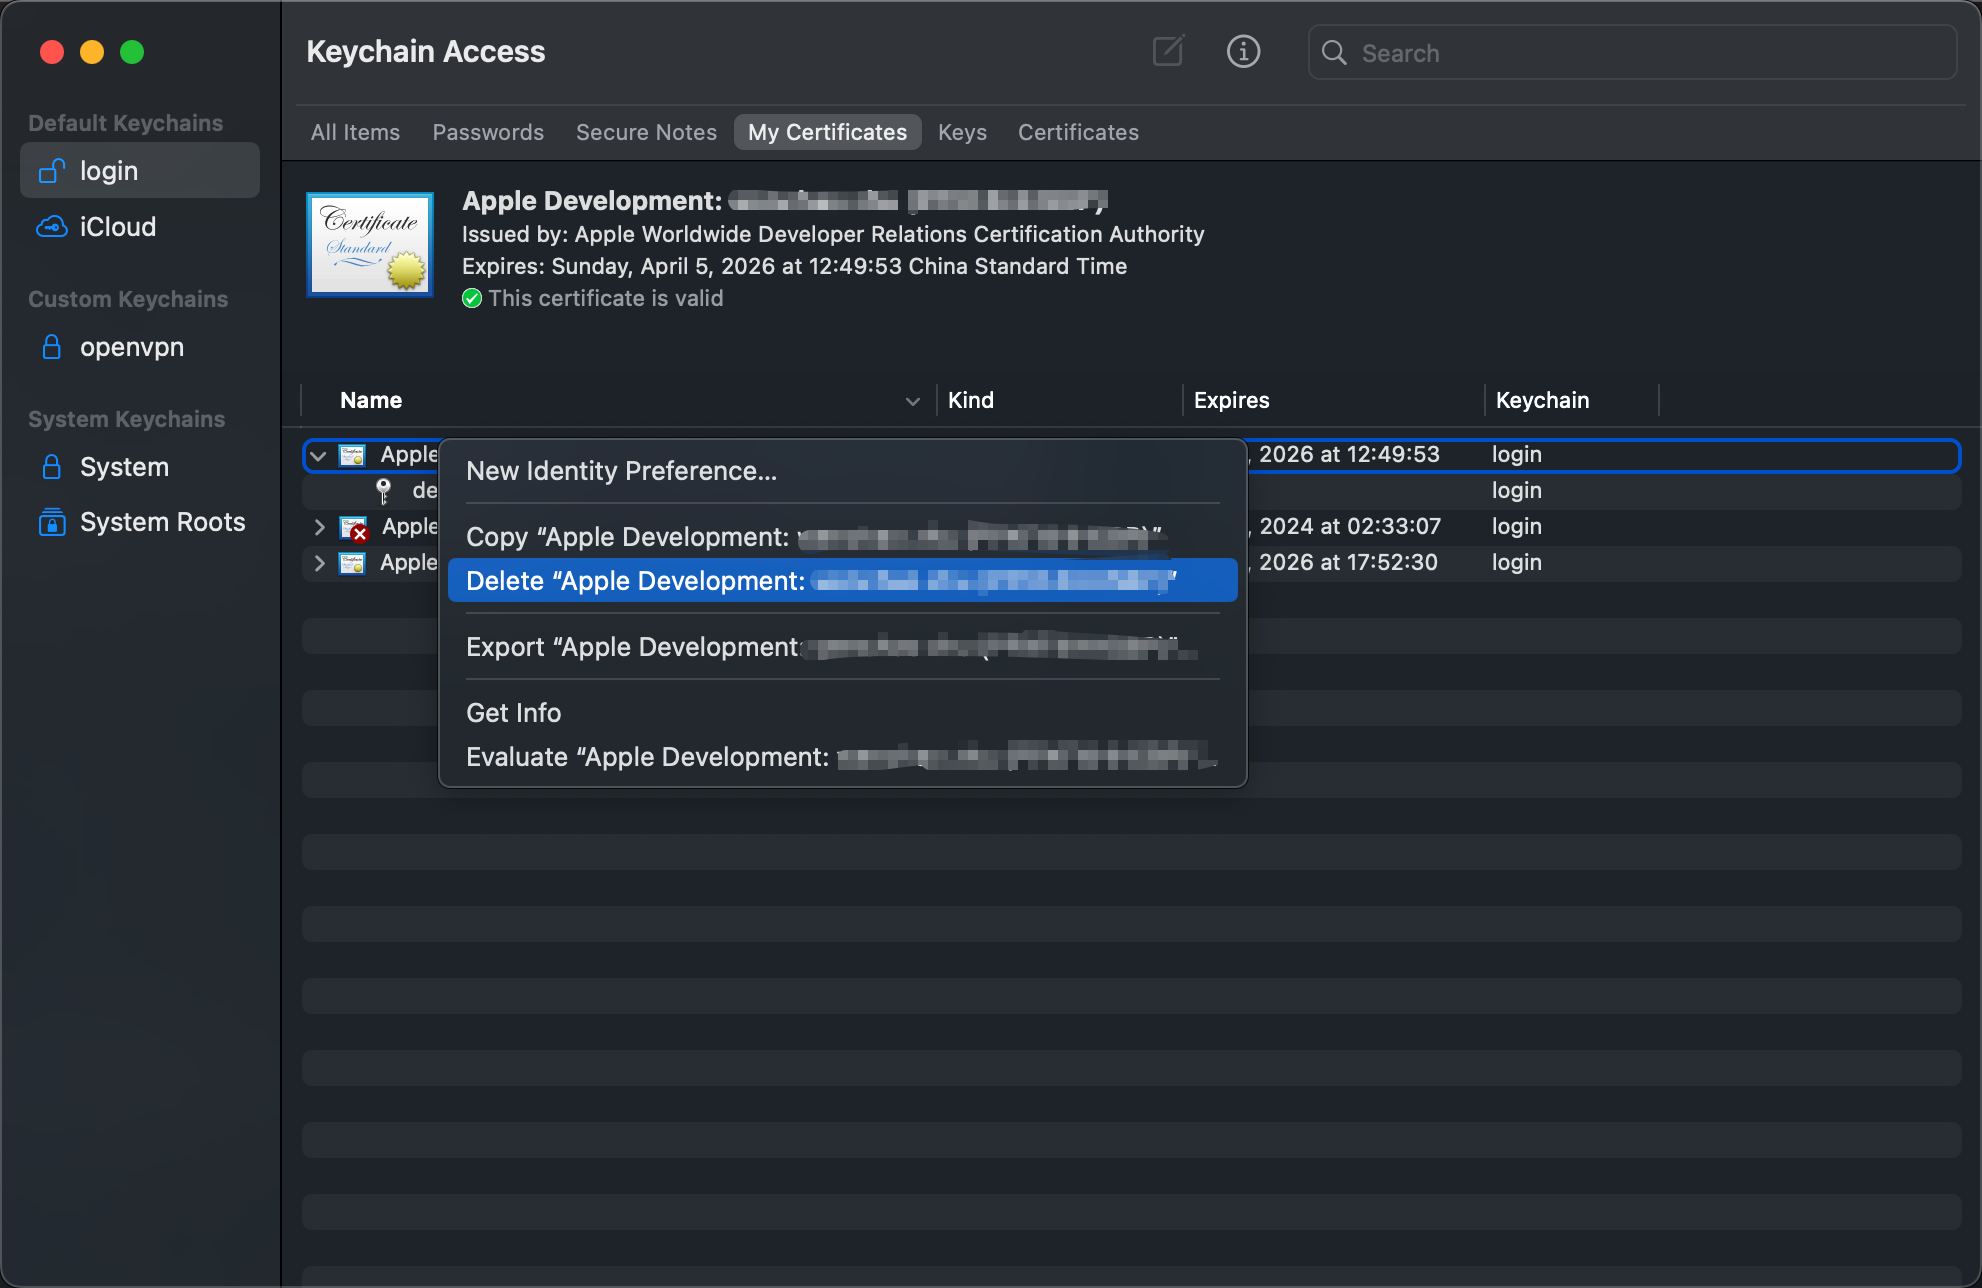 Keychain Access
Search
Default Keychains
login
iCloud
Custom Keychains
openvpn
System Keychains
System
System Roots
All Items
Passwords
Secure Notes
My Certificates
Keys
Certificates
Certificate
Standard
Apple Development:
Issued by: Apple Worldwide Developer Relations Certification Authority
Expires: Sunday, April 5, 2026 at 12:49:53 China Standard Time
This certificate is valid
Name
Kind
Expires
Keychain
Apple
, 2026 at 12:49:53
login
de
login
Apple
, 2024 at 02:33:07
login
Apple
, 2026 at 17:52:30
login
New Identity Preference...
Copy “Apple Development:
Delete “Apple Development:
Export “Apple Development:
Get Info
Evaluate “Apple Development: